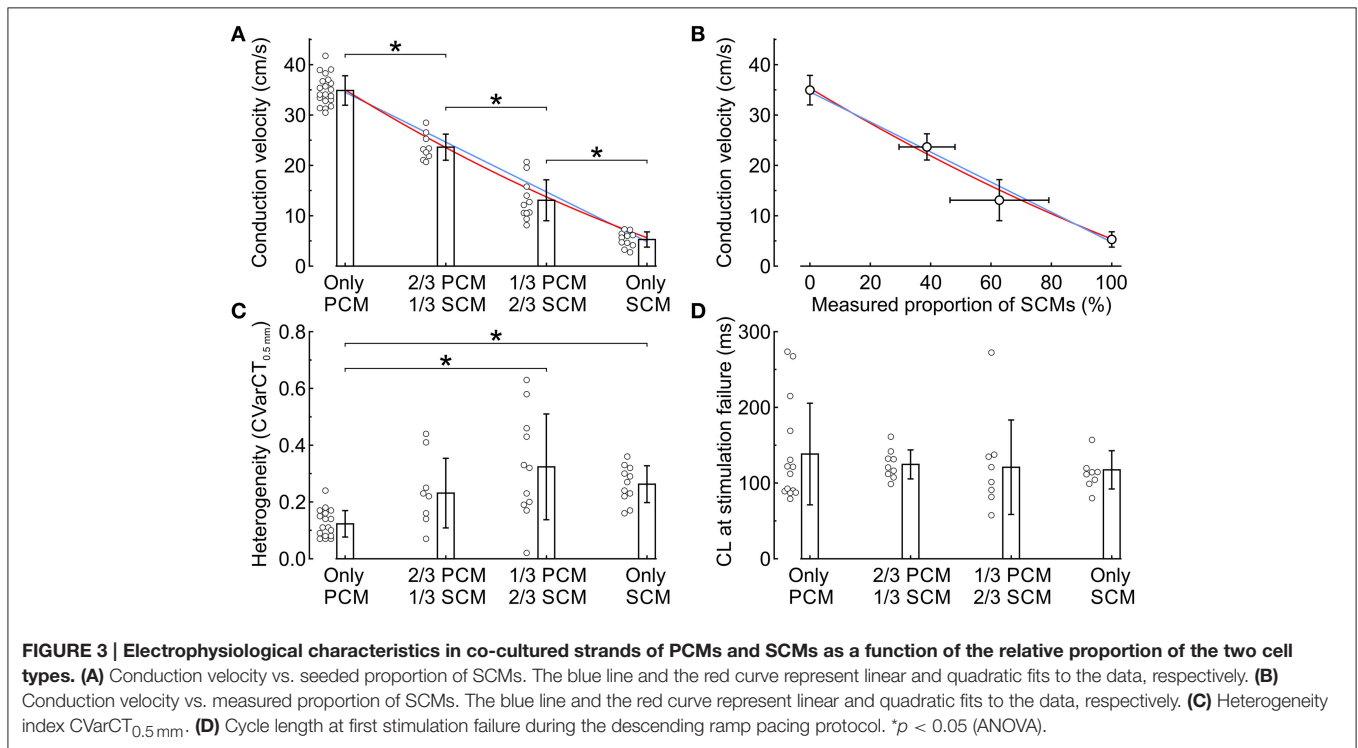 A
Conduction velocity (cm/s)
40
30
20
10
0
*
*
*
Only PCM
2/3 PCM 1/3 SCM
1/3 PCM 2/3 SCM
Only SCM
B
Conduction velocity (cm/s)
40
30
20
10
0
0 20 40 60 80 100
Measured proportion of SCMs (%)
C
Heterogeneity (CVarCT0.5 mm)
0.8
0.6
0.4
0.2
0.0
*
*
Only PCM
2/3 PCM 1/3 SCM
1/3 PCM 2/3 SCM
Only SCM
D
CL at stimulation failure (ms)
300
200
150
100
0
Only PCM
2/3 PCM 1/3 SCM
1/3 PCM 2/3 SCM
Only SCM
FIGURE 3 | Electrophysiological characteristics in co-cultured strands of PCMs and SCMs as a function of the relative proportion of the two cell
types. (A) Conduction velocity vs. seeded proportion of SCMs. The blue line and the red curve represent linear and quadratic fits to the data, respectively. (B)
Conduction velocity vs. measured proportion of SCMs. The blue line and the red curve represent linear and quadratic fits to the data, respectively. (C) Heterogeneity
index CVarCT0.5 mm. (D) Cycle length at first stimulation failure during the descending ramp pacing protocol. *p < 0.05 (ANOVA).